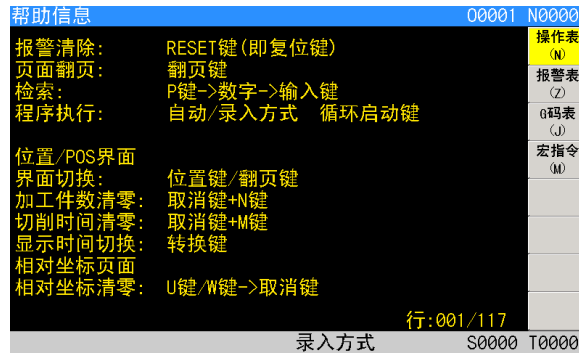 帮助信息 O0001 N0000
报警清除: RESET键(即复位键)
页面翻页: 翻页键
检索: P键->数字->输入键
程序执行: 自动/录入方式 循环启动键
位置/POS界面
界面切换: 位置键/翻页键
加工件数清零: 取消键+N键
切削时间清零: 取消键+M键
显示时间切换: 转换键
相对坐标页面
相对坐标清零: U键/W键->取消键
行:001/117
操作表
(N)
报警表
(Z)
G码表
(J)
宏指令
(M)
录入方式 S0000 T0000